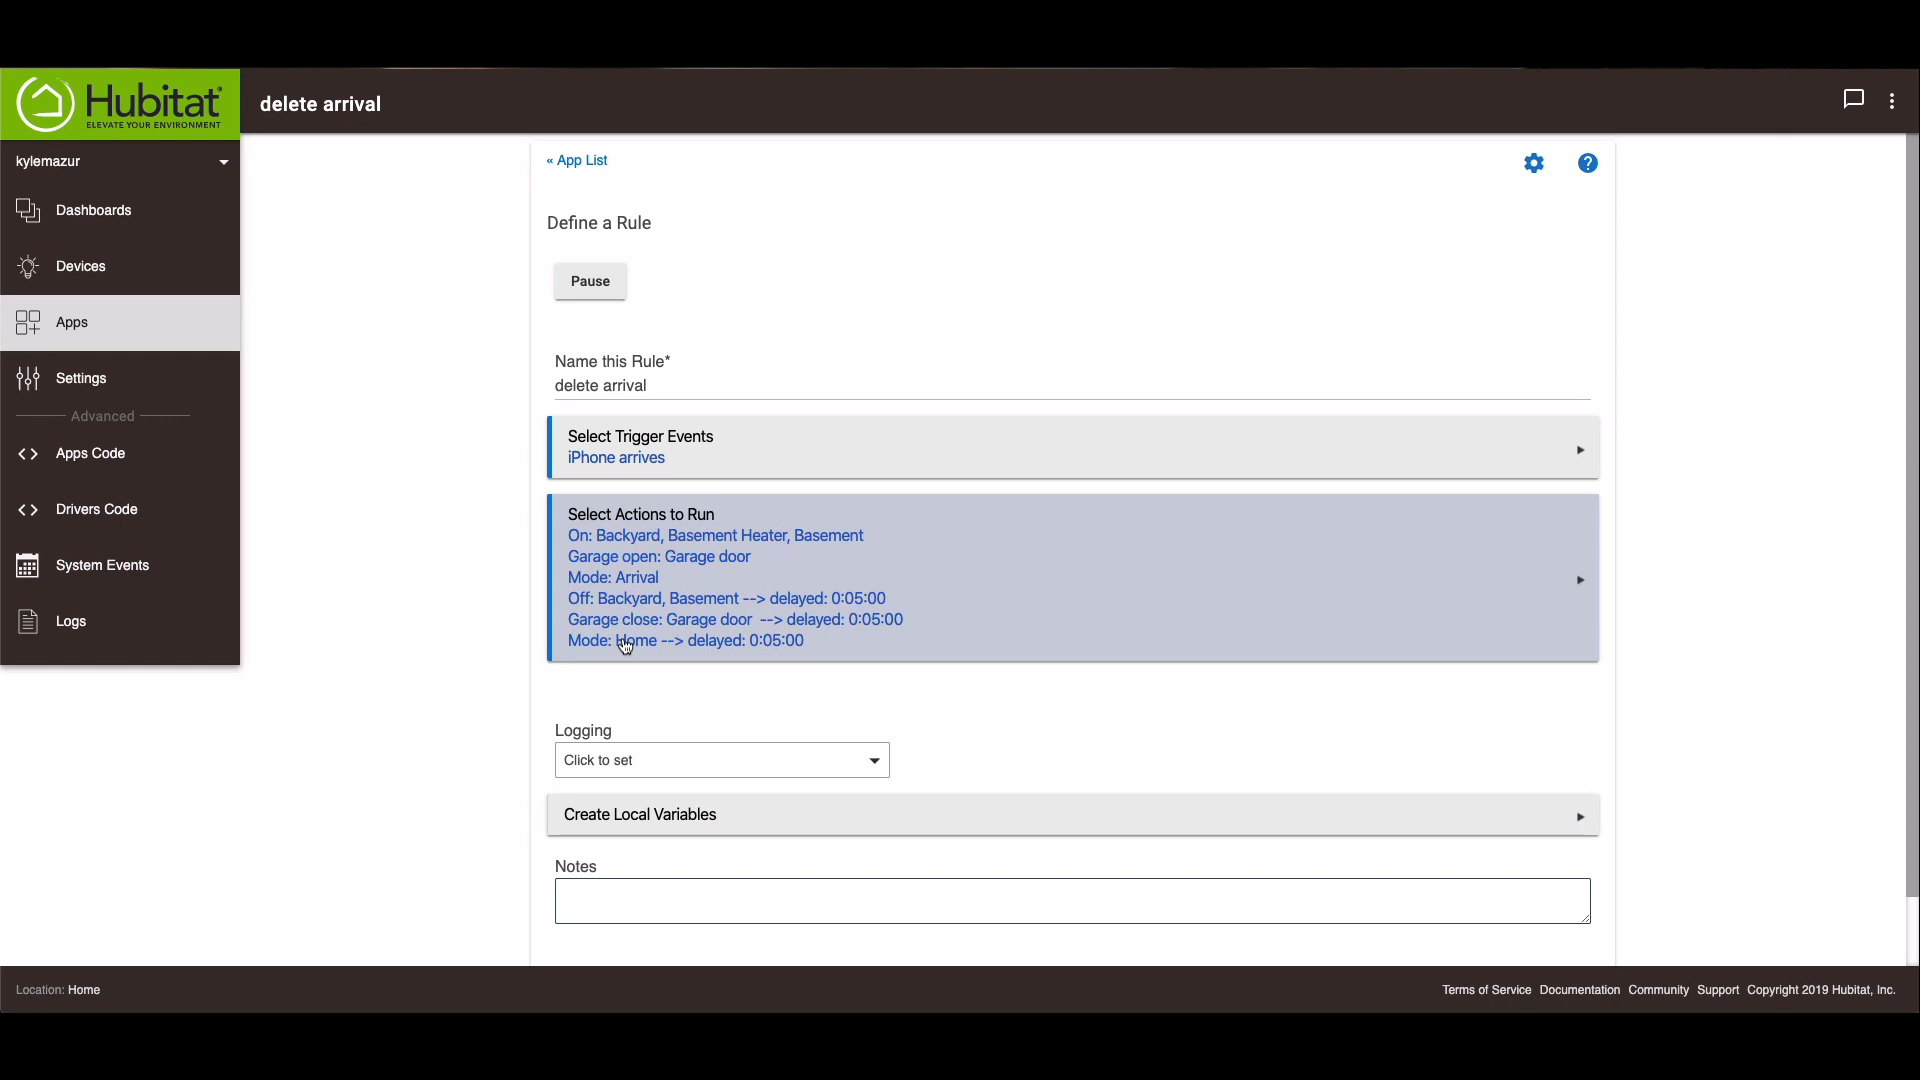 Hubitat
ELEVATE YOUR ENVIRONMENT
delete arrival
kylemazur
Dashboards
Devices
Apps
Settings
Advanced
Apps Code
Drivers Code
System Events
Logs
« App List
Define a Rule
Pause
Name this Rule*
delete arrival
Select Trigger Events
iPhone arrives
Select Actions to Run
On: Backyard, Basement Heater, Basement
Garage open: Garage door
Mode: Arrival
Off: Backyard, Basement --> delayed: 0:05:00
Garage close: Garage door --> delayed: 0:05:00
Mode: Home --> delayed: 0:05:00
Logging
Click to set
Create Local Variables
Notes
Location: Home
Terms of Service Documentation Community Support Copyright 2019 Hubitat, Inc.